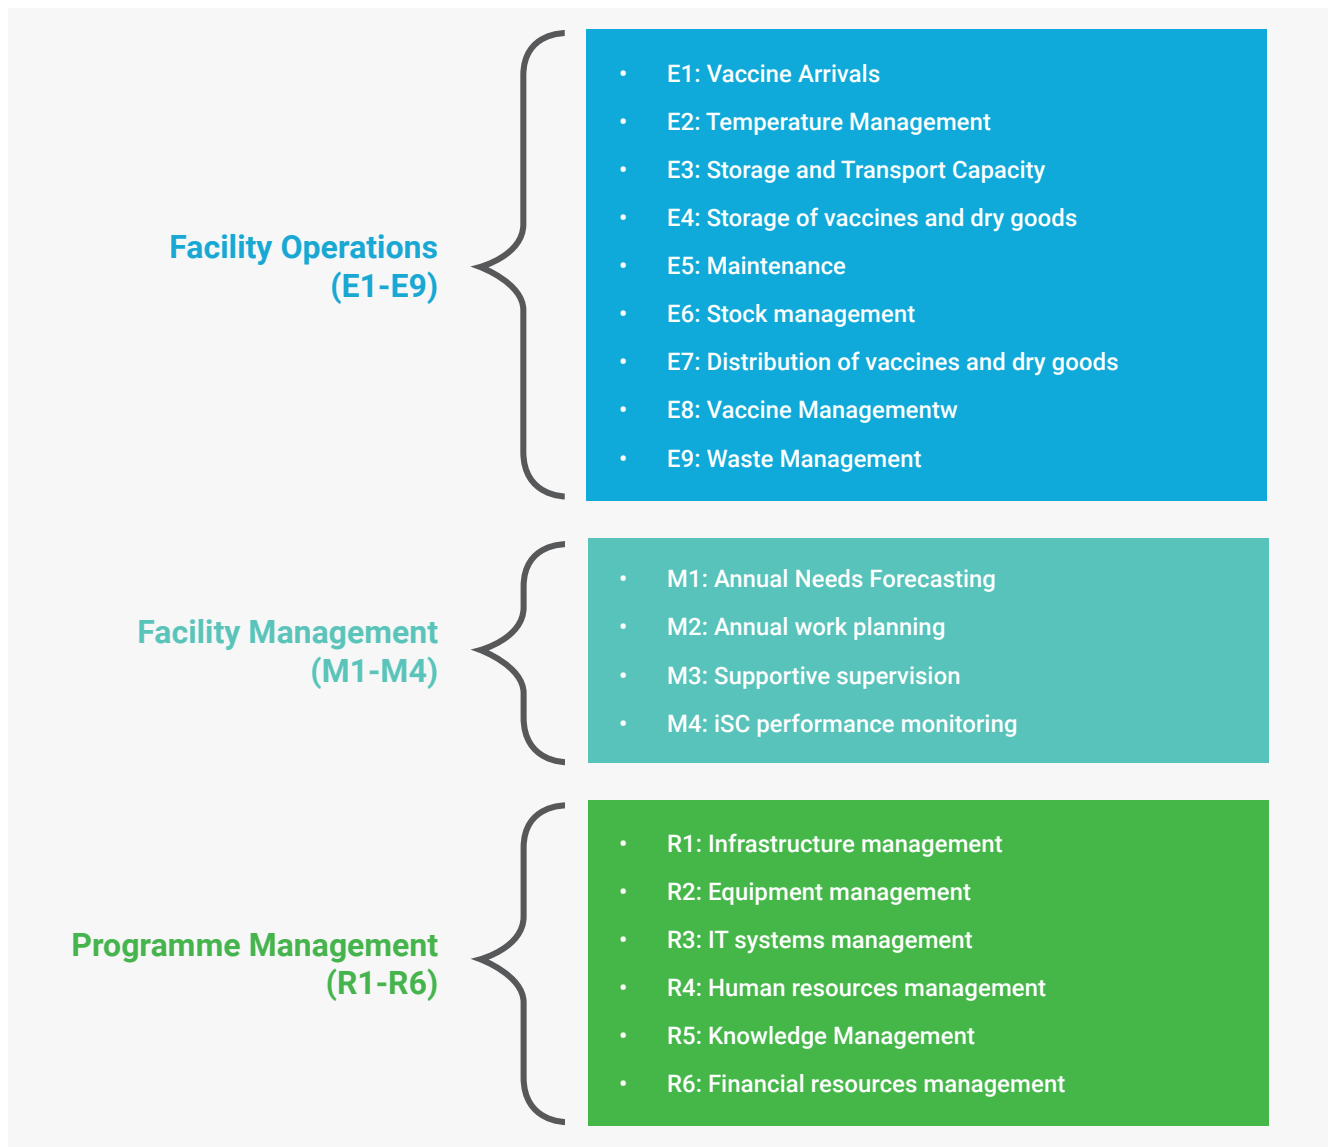 Facility Operations
(E1-E9)
• E1: Vaccine Arrivals
• E2: Temperature Management
• E3: Storage and Transport Capacity
• E4: Storage of vaccines and dry goods
• E5: Maintenance
• E6: Stock management
• E7: Distribution of vaccines and dry goods
• E8: Vaccine Managementw
• E9: Waste Management
Facility Management
(M1-M4)
• M1: Annual Needs Forecasting
• M2: Annual work planning
• M3: Supportive supervision
• M4: iSC performance monitoring
Programme Management
(R1-R6)
• R1: Infrastructure management
• R2: Equipment management
• R3: IT systems management
• R4: Human resources management
• R5: Knowledge Management
• R6: Financial resources management